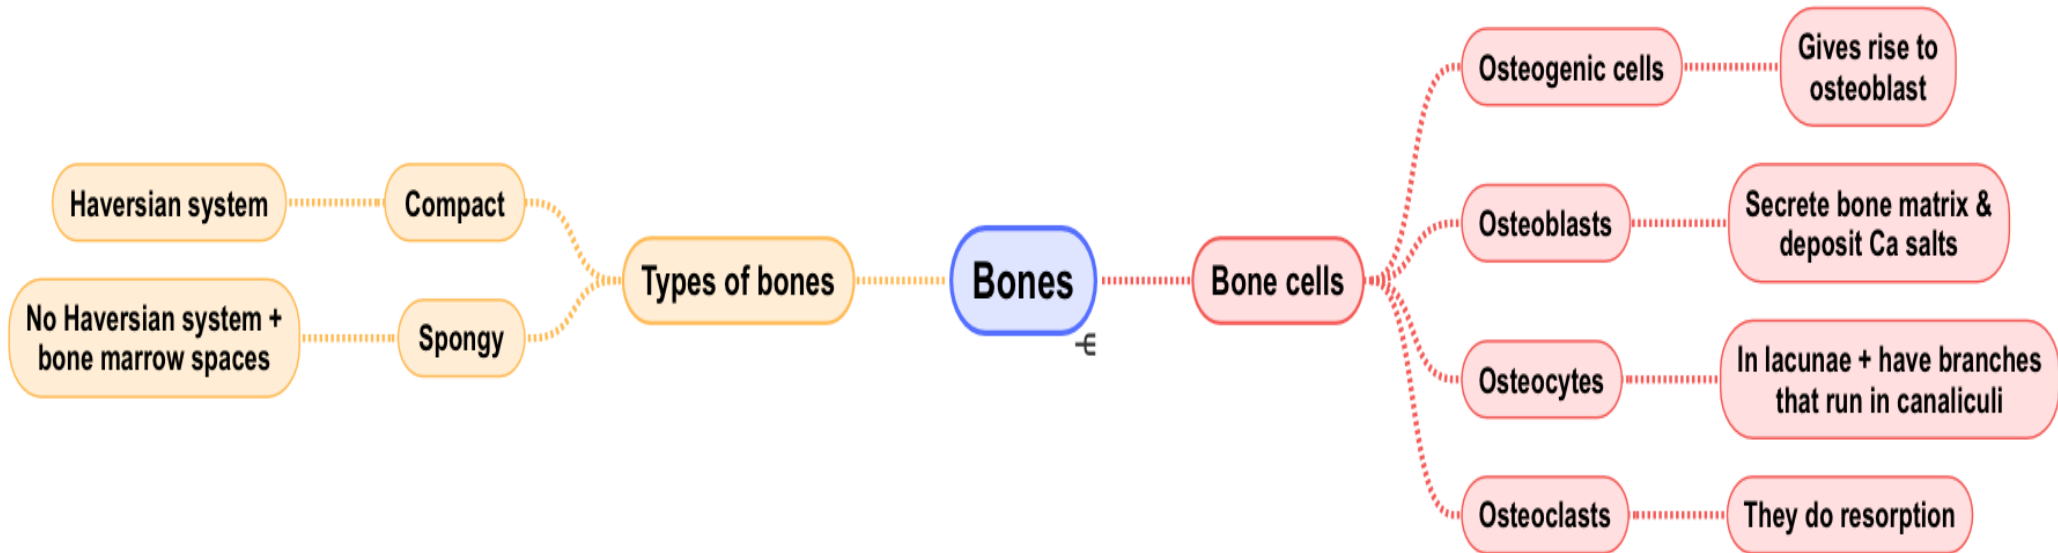 Bones
Types of bones
Compact
Haversian system
Spongy
No Haversian system +
bone marrow spaces
Bone cells
Osteogenic cells
Gives rise to
osteoblast
Osteoblasts
Secrete bone matrix &
deposit Ca salts
Osteocytes
In lacunae + have branches
that run in canaliculi
Osteoclasts
They do resorption